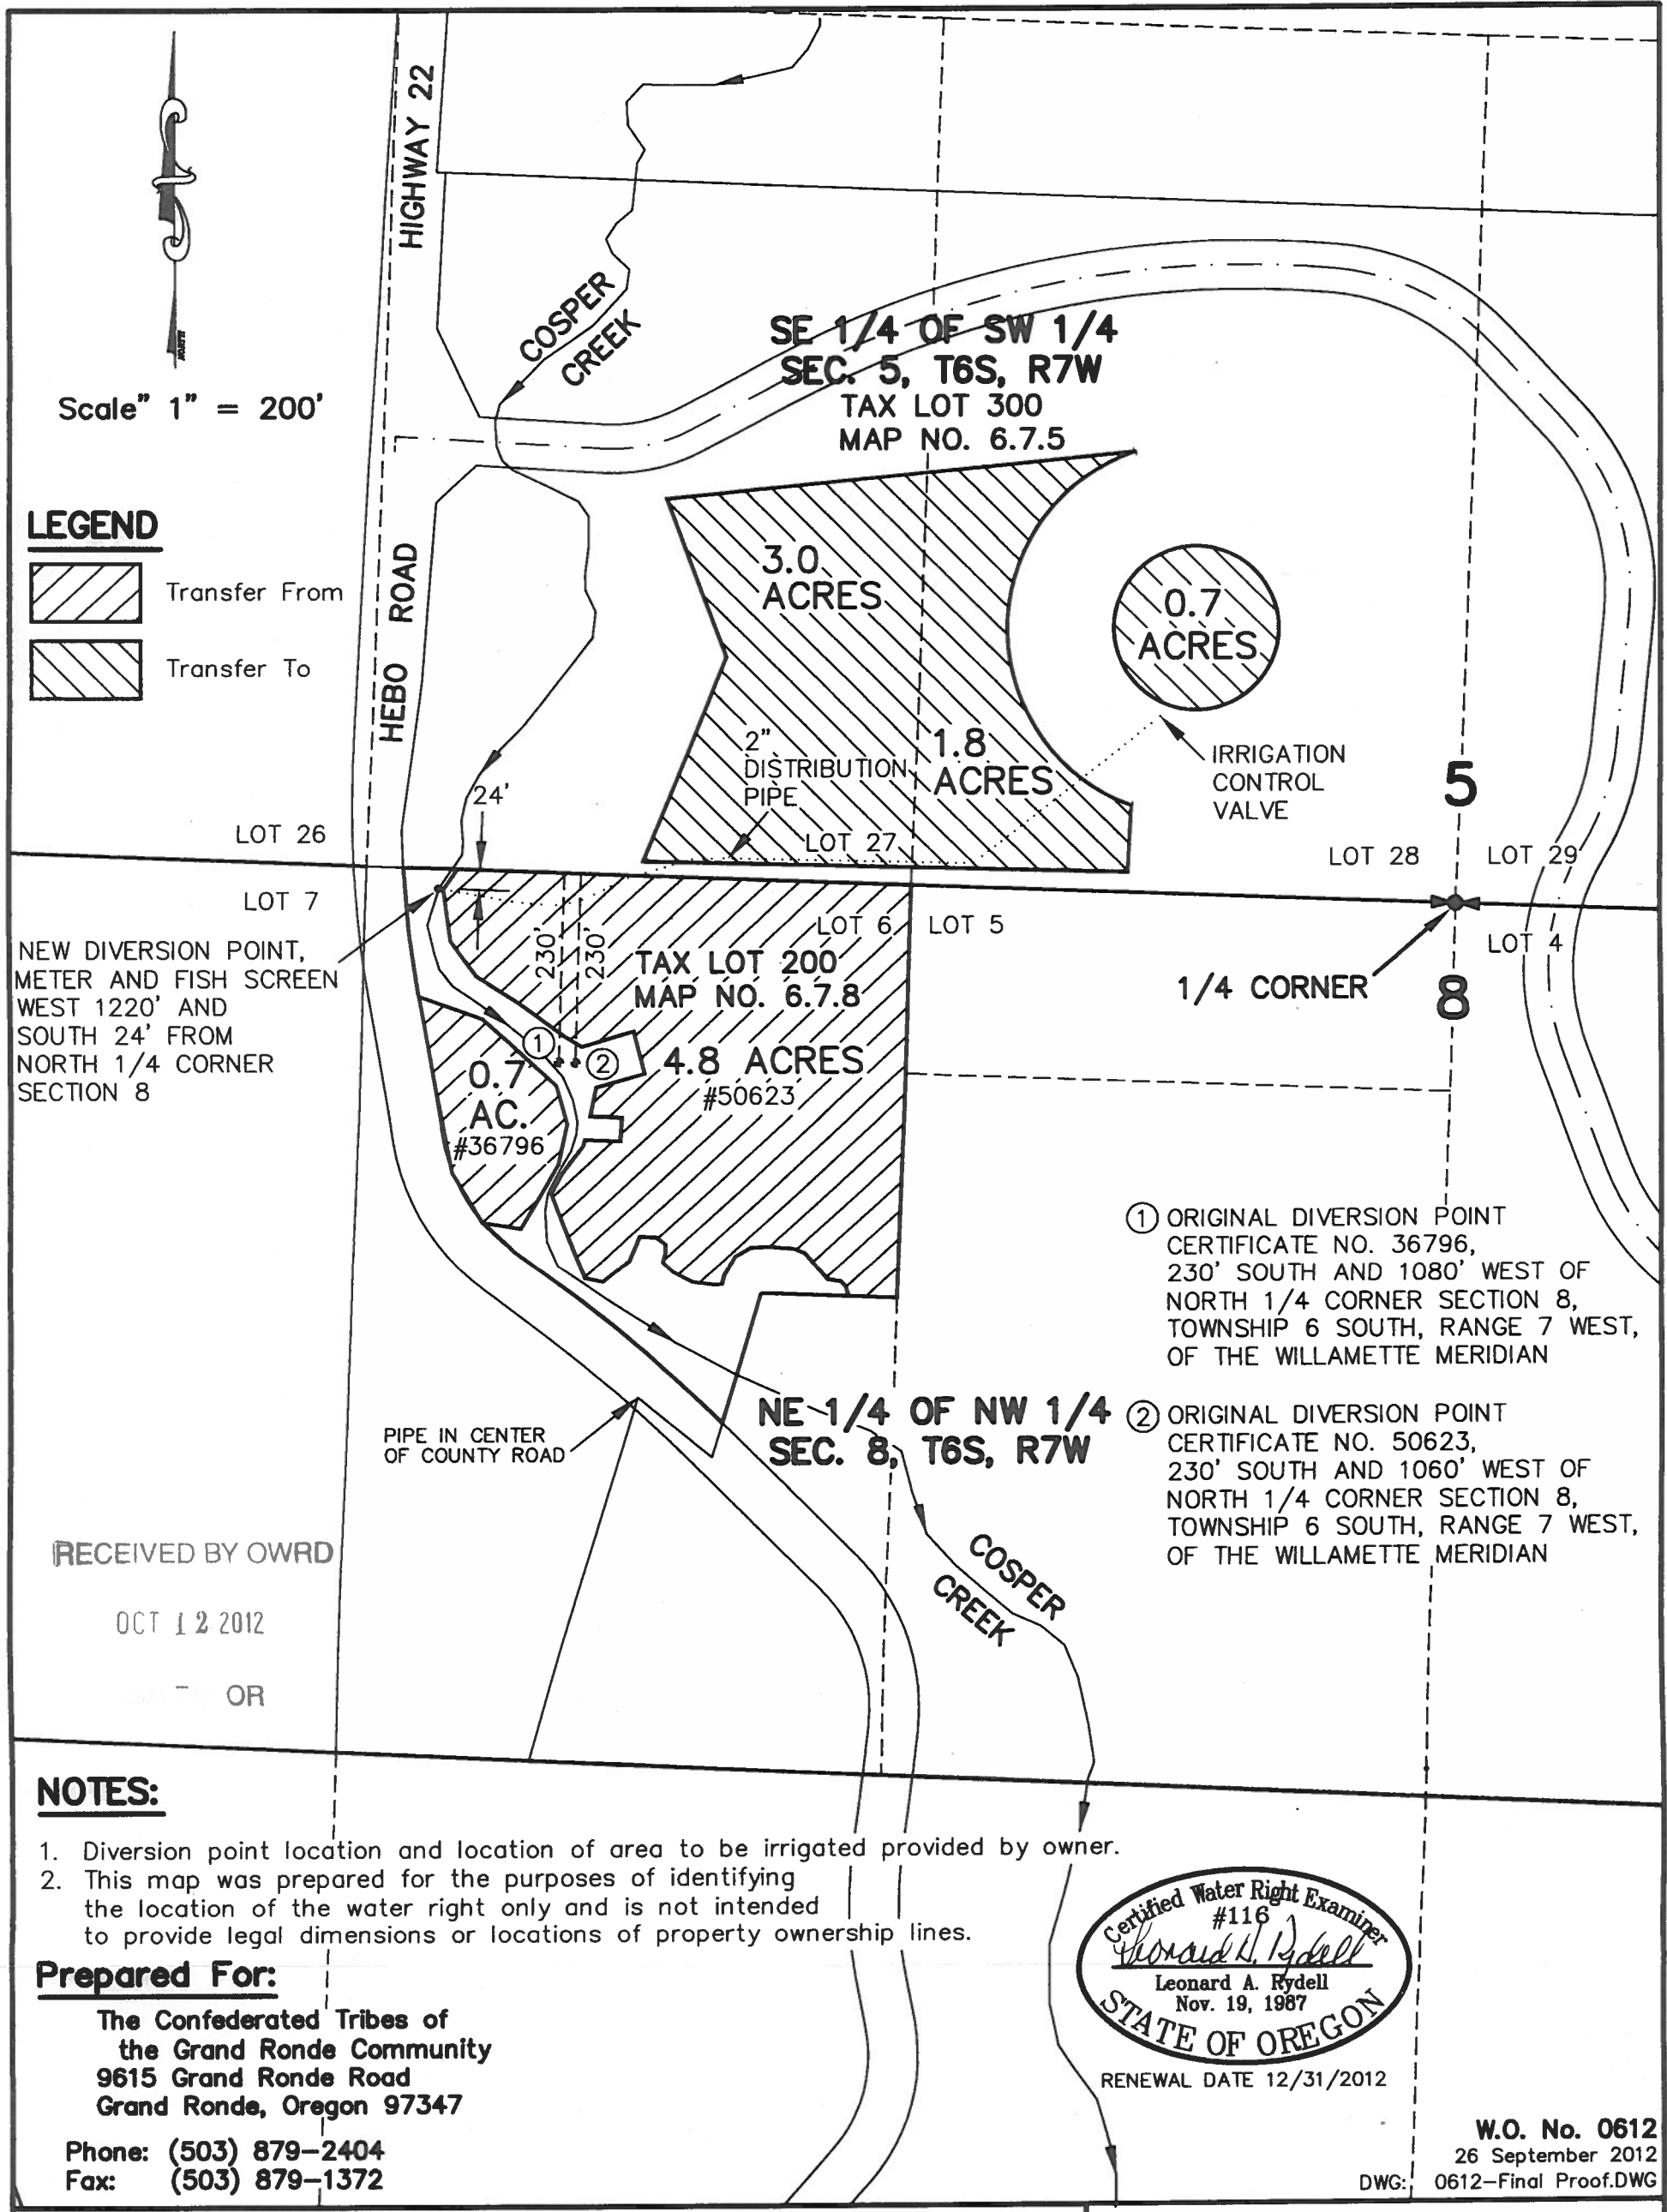 HIGHWAY 22
NORTH
Scale" 1" = 200'
COSPER
CREEK
SE 1/4 OF SW 1/4
SEC. 5, T6S, R7W
TAX LOT 300
MAP NO. 6.7.5
LEGEND
Transfer From
Transfer To
HEBO ROAD
3.0
ACRES
0.7
ACRES
2"
DISTRIBUTION
PIPE
1.8
ACRES
IRRIGATION
CONTROL
VALVE
5
24'
LOT 26
LOT 27
LOT 28
LOT 29
LOT 7
LOT 6
LOT 5
LOT 4
NEW DIVERSION POINT,
METER AND FISH SCREEN
WEST 1220' AND
SOUTH 24' FROM
NORTH 1/4 CORNER
SECTION 8
230'
230'
TAX LOT 200
MAP NO. 6.7.8
1/4 CORNER
8
1
2
4.8 ACRES
#50623
0.7
AC.
#36796
1 ORIGINAL DIVERSION POINT
CERTIFICATE NO. 36796,
230' SOUTH AND 1080' WEST OF
NORTH 1/4 CORNER SECTION 8,
TOWNSHIP 6 SOUTH, RANGE 7 WEST,
OF THE WILLAMETTE MERIDIAN
NE 1/4 OF NW 1/4
SEC. 8, T6S, R7W
2 ORIGINAL DIVERSION POINT
CERTIFICATE NO. 50623,
230' SOUTH AND 1060' WEST OF
NORTH 1/4 CORNER SECTION 8,
TOWNSHIP 6 SOUTH, RANGE 7 WEST,
OF THE WILLAMETTE MERIDIAN
PIPE IN CENTER
OF COUNTY ROAD
RECEIVED BY OWRD
OCT 12 2012
OR
COSPER
CREEK
NOTES:
1. Diversion point location and location of area to be irrigated provided by owner.
2. This map was prepared for the purposes of identifying
the location of the water right only and is not intended
to provide legal dimensions or locations of property ownership lines.
Prepared For:
The Confederated Tribes of
the Grand Ronde Community
9615 Grand Ronde Road
Grand Ronde, Oregon 97347
Phone: (503) 879-2404
Fax: (503) 879-1372
Certified Water Right Examiner
#116
Leonard A. Rydell
Leonard A. Rydell
Nov. 19, 1987
STATE OF OREGON
RENEWAL DATE 12/31/2012
W.O. No. 0612
26 September 2012
DWG: 0612-Final Proof.DWG